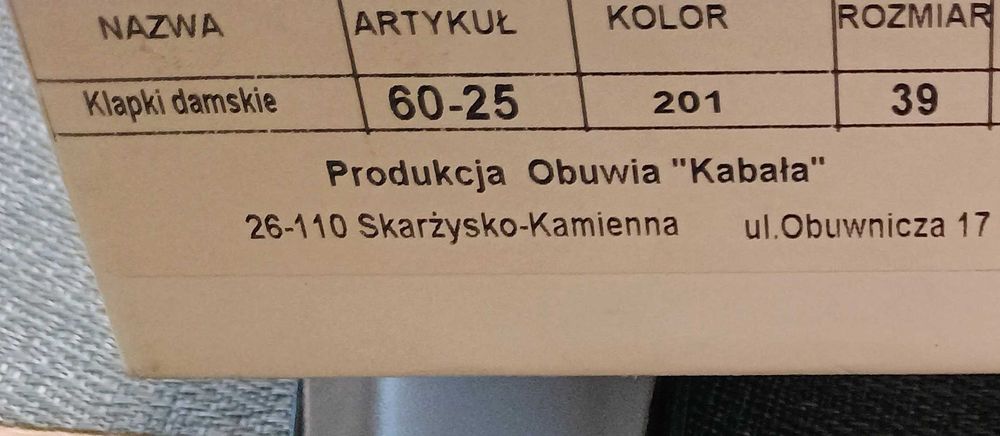 NAZWA ARTYKUŁ KOLOR ROZMIAR
Klapki damskie 60-25 201 39
Produkcja Obuwia "Kabała"
26-110 Skarżysko-Kamienna ul.Obuwnicza 17